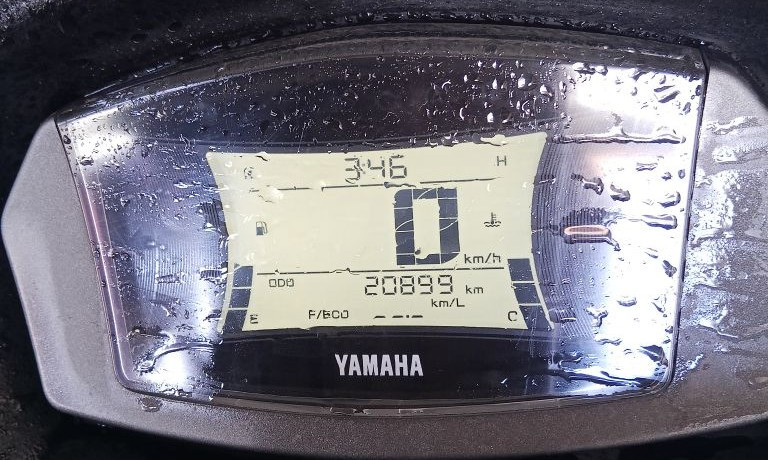 3:46 H
0
km/h
ODO 20899 km
km/L
E F/ECO --.- C
YAMAHA